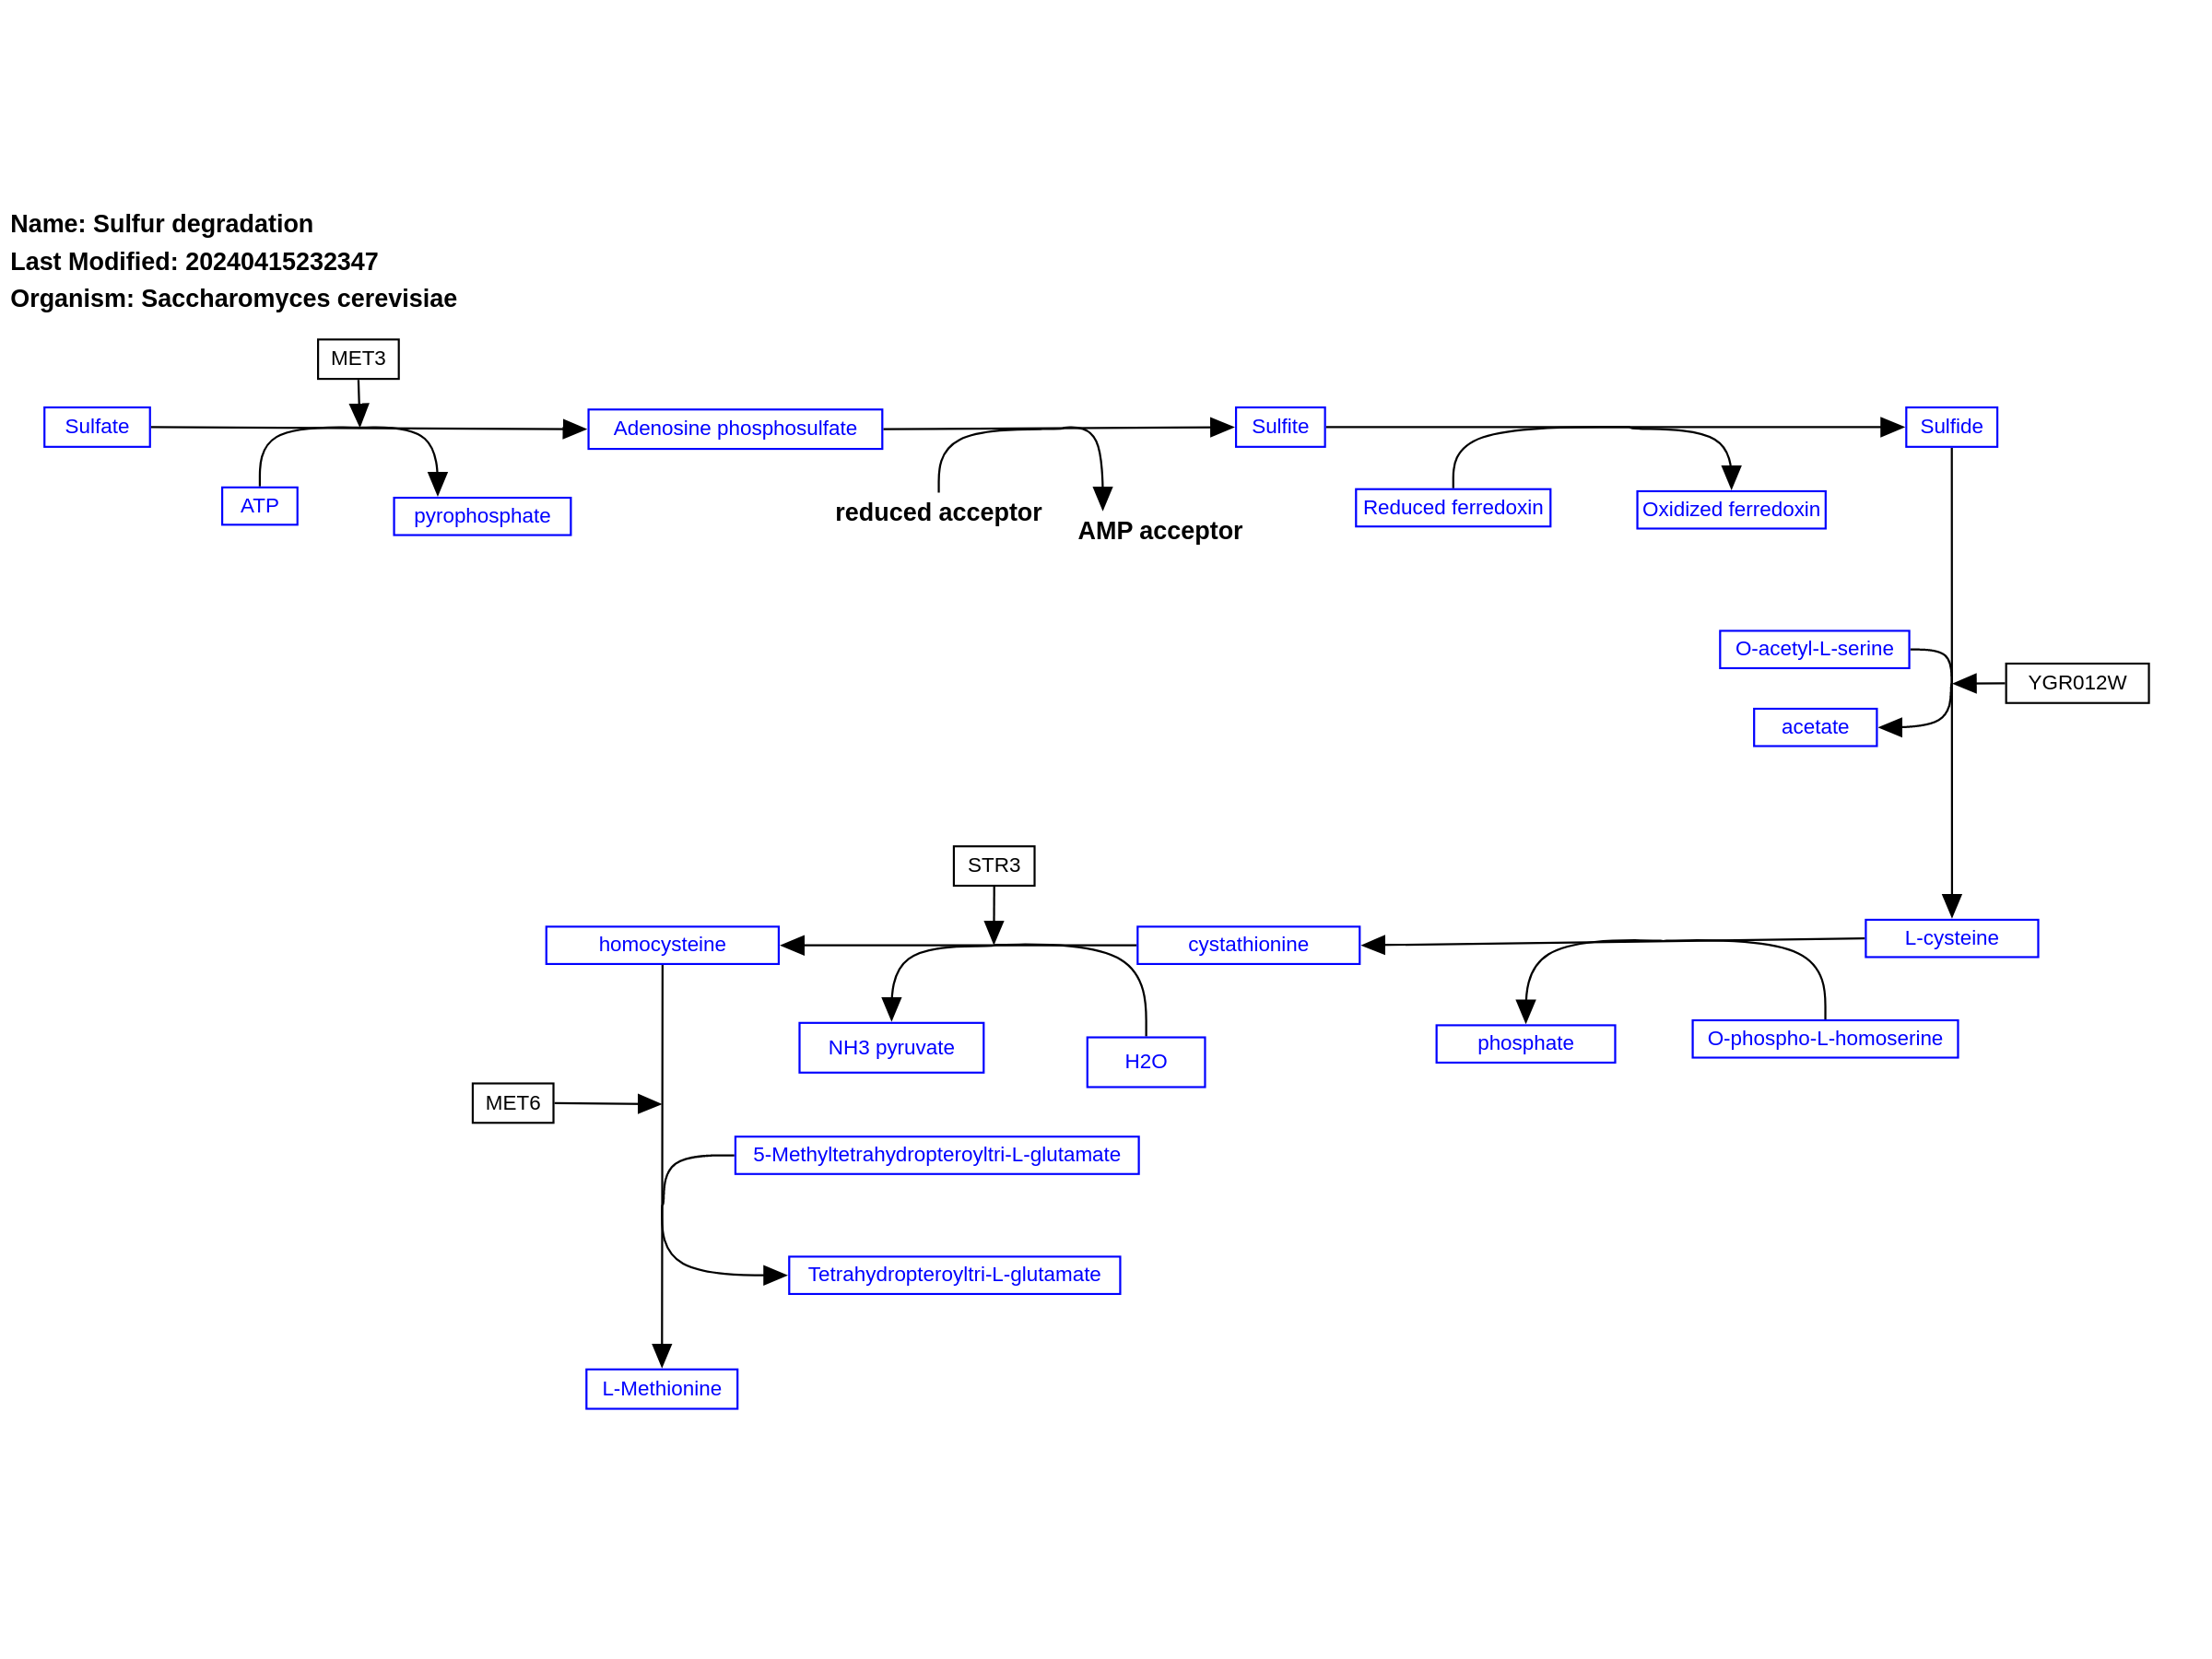 Name: Sulfur degradation
Last Modified: 20240415232347
Organism: Saccharomyces cerevisiae
MET3
Sulfate
Adenosine phosphosulfate
Sulfite
Sulfide
ATP
pyrophosphate
reduced acceptor
AMP acceptor
Reduced ferredoxin
Oxidized ferredoxin
O-acetyl-L-serine
YGR012W
acetate
STR3
homocysteine
cystathionine
L-cysteine
NH3 pyruvate
H2O
phosphate
O-phospho-L-homoserine
MET6
5-Methyltetrahydropteroyltri-L-glutamate
Tetrahydropteroyltri-L-glutamate
L-Methionine